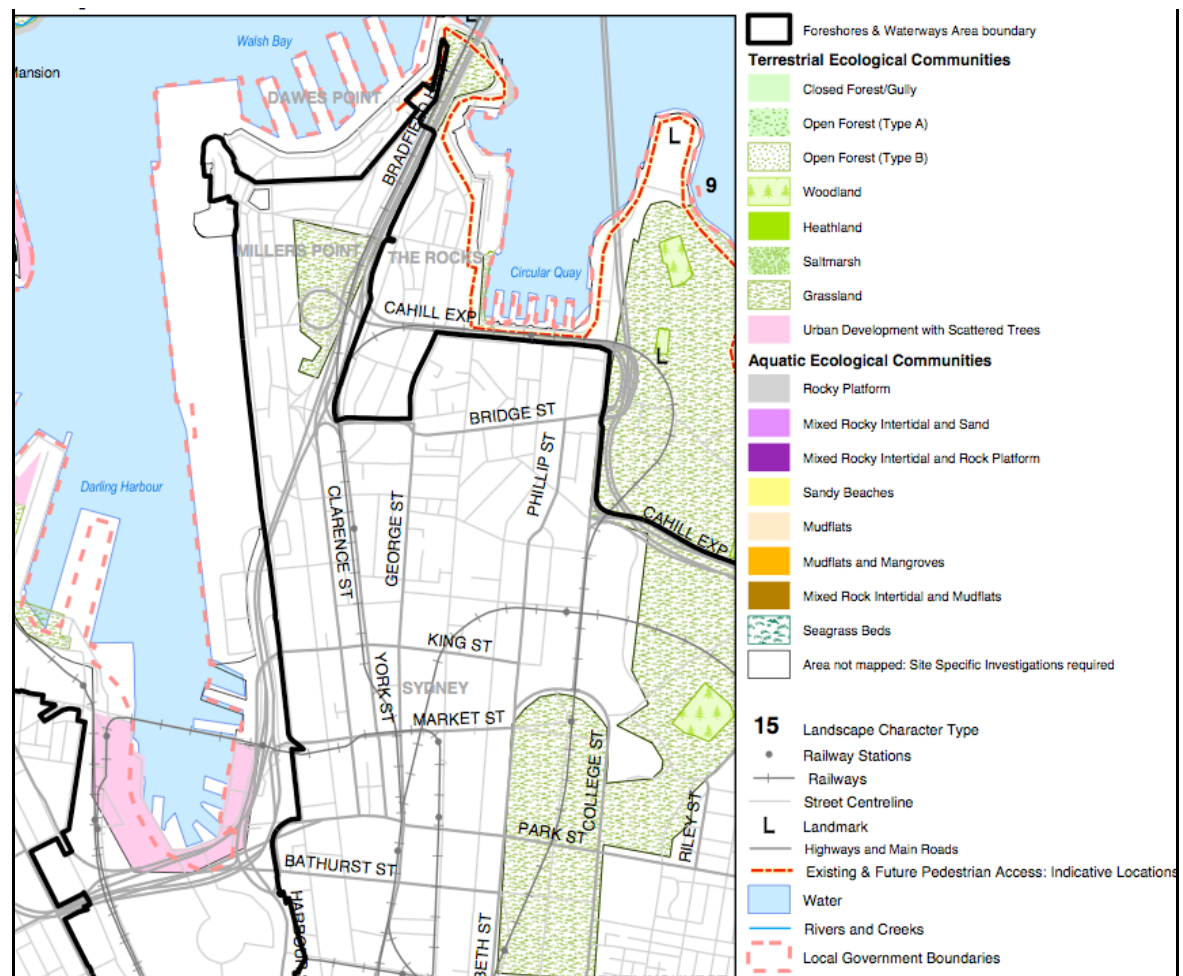 Walsh Bay
Mansion
DAWES POINT
L
L
9
BRADFIELD H
MILLERS POINT
THE ROCKS
Circular Quay
CAHILL EXP
L
BRIDGE ST
PHILLIP ST
Darling Harbour
CLARENCE ST
GEORGE ST
CAHILL EXP
KING ST
YORK ST
SYDNEY
MARKET ST
COLLEGE ST
PARK ST
RILEY ST
BATHURST ST
HARBOUR
BETH ST
Foreshores & Waterways Area boundary
Terrestrial Ecological Communities
Closed Forest/Gully
Open Forest (Type A)
Open Forest (Type B)
Woodland
Heathland
Saltmarsh
Grassland
Urban Development with Scattered Trees
Aquatic Ecological Communities
Rocky Platform
Mixed Rocky Intertidal and Sand
Mixed Rocky Intertidal and Rock Platform
Sandy Beaches
Mudflats
Mudflats and Mangroves
Mixed Rock Intertidal and Mudflats
Seagrass Beds
Area not mapped: Site Specific Investigations required
15 Landscape Character Type
Railway Stations
Railways
Street Centreline
L Landmark
Highways and Main Roads
Existing & Future Pedestrian Access: Indicative Locations
Water
Rivers and Creeks
Local Government Boundaries